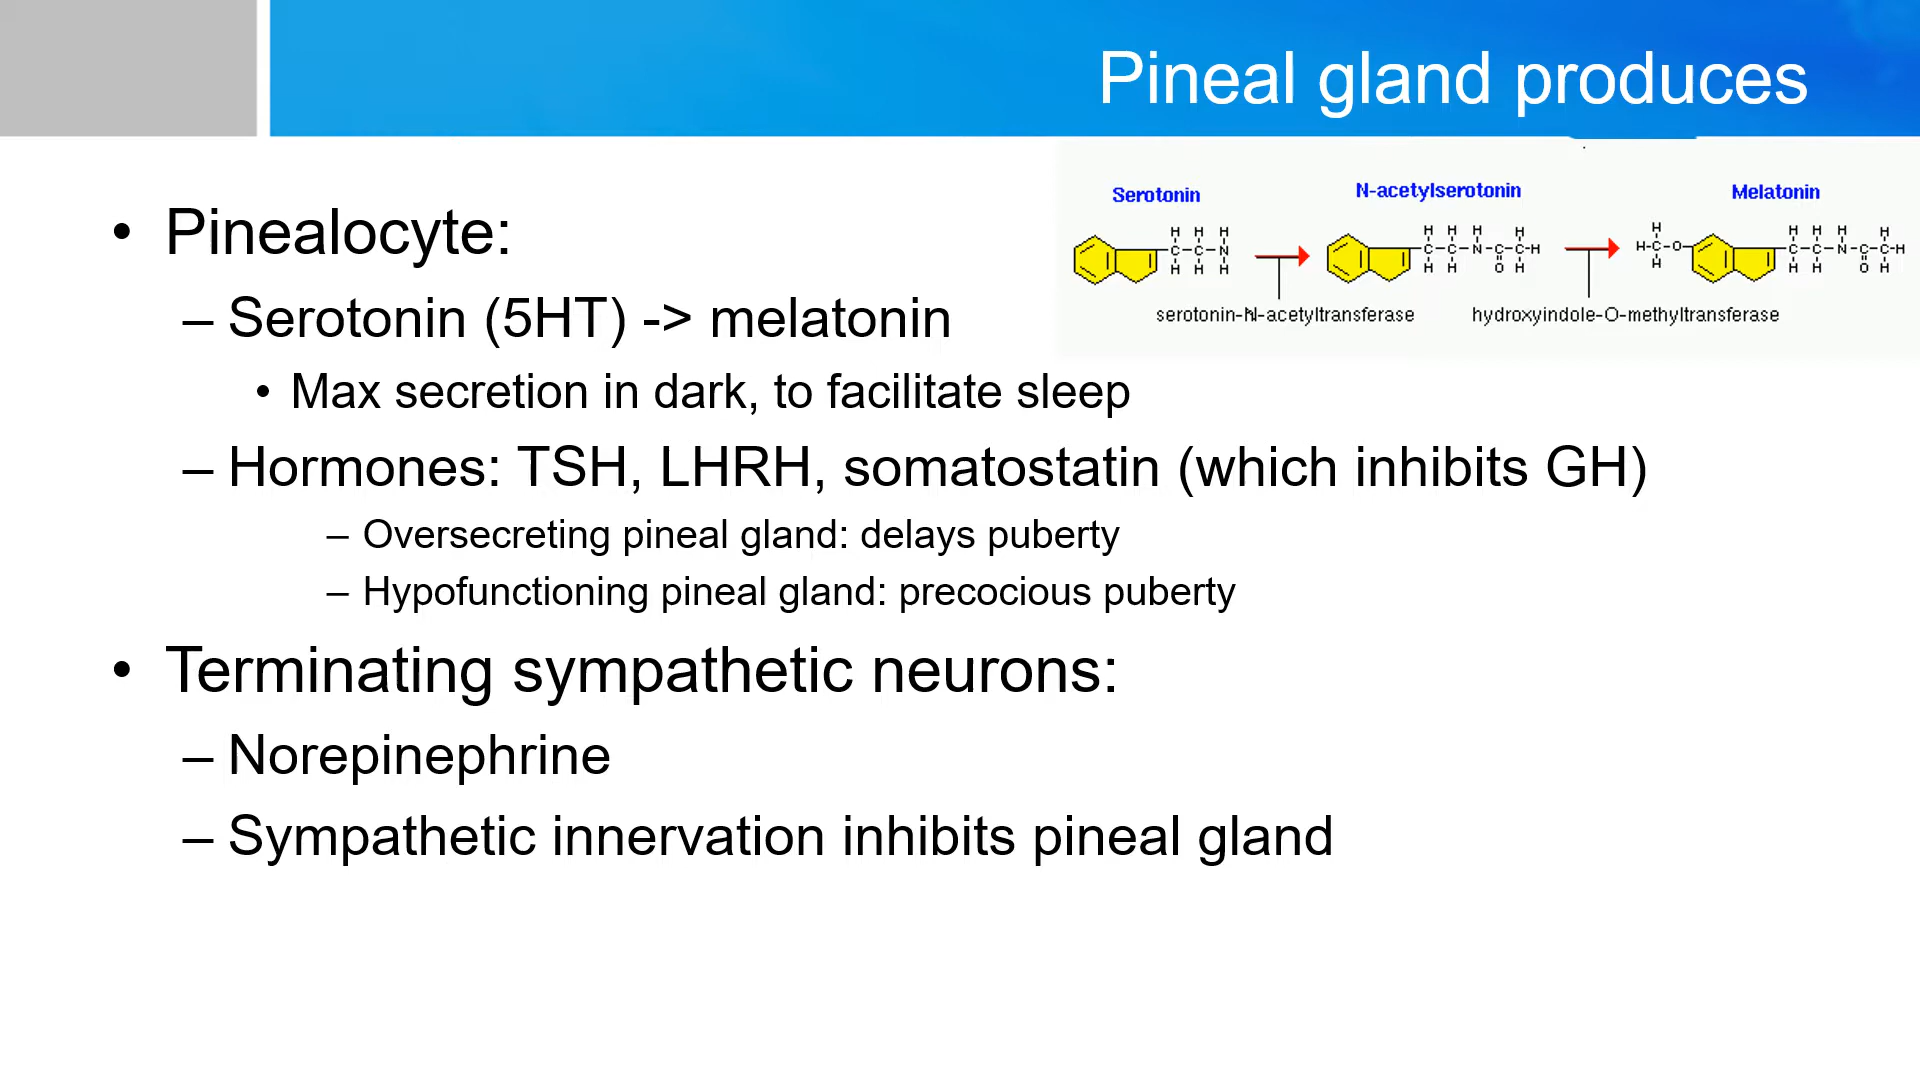 Pineal gland produces
• Pinealocyte:
– Serotonin (5HT) -> melatonin
• Max secretion in dark, to facilitate sleep
– Hormones: TSH, LHRH, somatostatin (which inhibits GH)
– Oversecreting pineal gland: delays puberty
– Hypofunctioning pineal gland: precocious puberty
• Terminating sympathetic neurons:
– Norepinephrine
– Sympathetic innervation inhibits pineal gland
Serotonin N-acetylserotonin Melatonin
H H H
C C N
H H H
H H H H
C C N C C-H
H H O H
H
H-C-O
H
H H H H
C C N C C-H
H H O H
serotonin-N-acetyltransferase hydroxyindole-O-methyltransferase